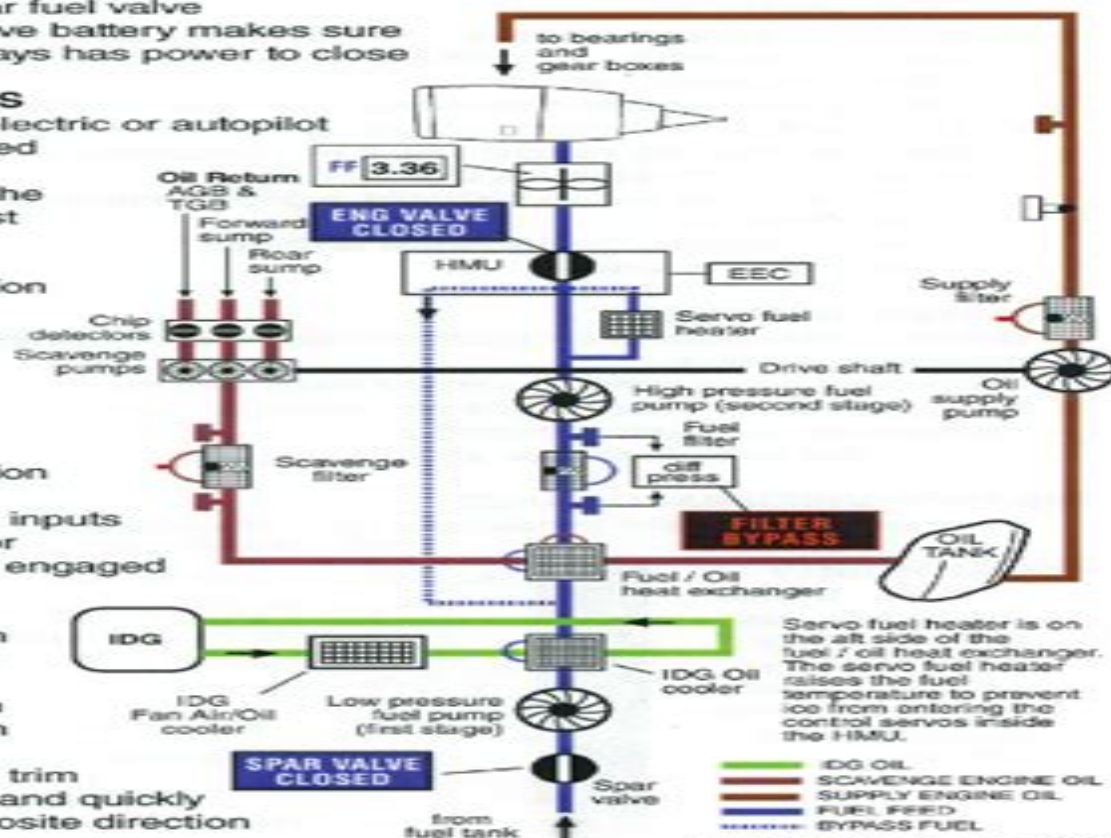 ar fuel valve
ve battery makes sure
ays has power to close
s
electric or autopilot
ed
he
st
ion
ion
inputs
or
engaged
n
n
n
trim
and quickly
osite direction
to bearings
and
gear boxes
FF 3.36
ENG VALVE
CLOSED
Oil Return
AGB &
TGB
Forward
sump
Rear
sump
HMU
EEC
Servo fuel
heater
Supply
filter
Chip
detectors
Scavenge
pumps
Drive shaft
Oil
supply
pump
High pressure fuel
pump (second stage)
Fuel
filter
diff
press
FILTER
BYPASS
Scavenge
filter
OIL
TANK
Fuel / Oil
heat exchanger
IDG
IDG
Fan Air/Oil
cooler
IDG Oil
cooler
Low pressure
fuel pump
(first stage)
SPAR VALVE
CLOSED
Spar
valve
from
fuel tank
Servo fuel heater is on
the aft side of the
fuel / oil heat exchanger.
The servo fuel heater
raises the fuel
temperature to prevent
ice from entering the
control servos inside
the HMU.
IDG OIL
SCAVENGE ENGINE OIL
SUPPLY ENGINE OIL
FUEL FEED
BYPASS FUEL